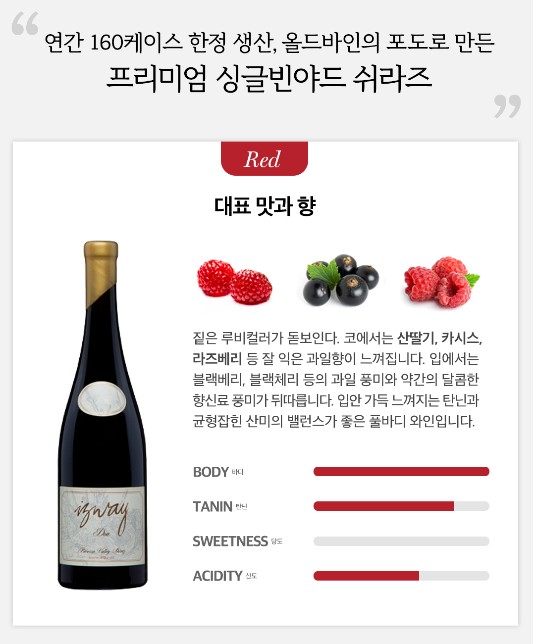 연간 160케이스 한정 생산, 올드바인의 포도로 만든
프리미엄 싱글빈야드 쉬라즈
Red
대표 맛과 향
짙은 루비컬러가 돋보인다. 코에서는 산딸기, 카시스,
라즈베리 등 잘 익은 과일향이 느껴집니다. 입에서는
블랙베리, 블랙체리 등의 과일 풍미와 약간의 달콤한
향신료 풍미가 뒤따릅니다. 입안 가득 느껴지는 탄닌과
균형잡힌 산미의 밸런스가 좋은 풀바디 와인입니다.
izway
Barossa Valley Shiraz
BODY 바디
TANIN 탄닌
SWEETNESS 당도
ACIDITY 산도